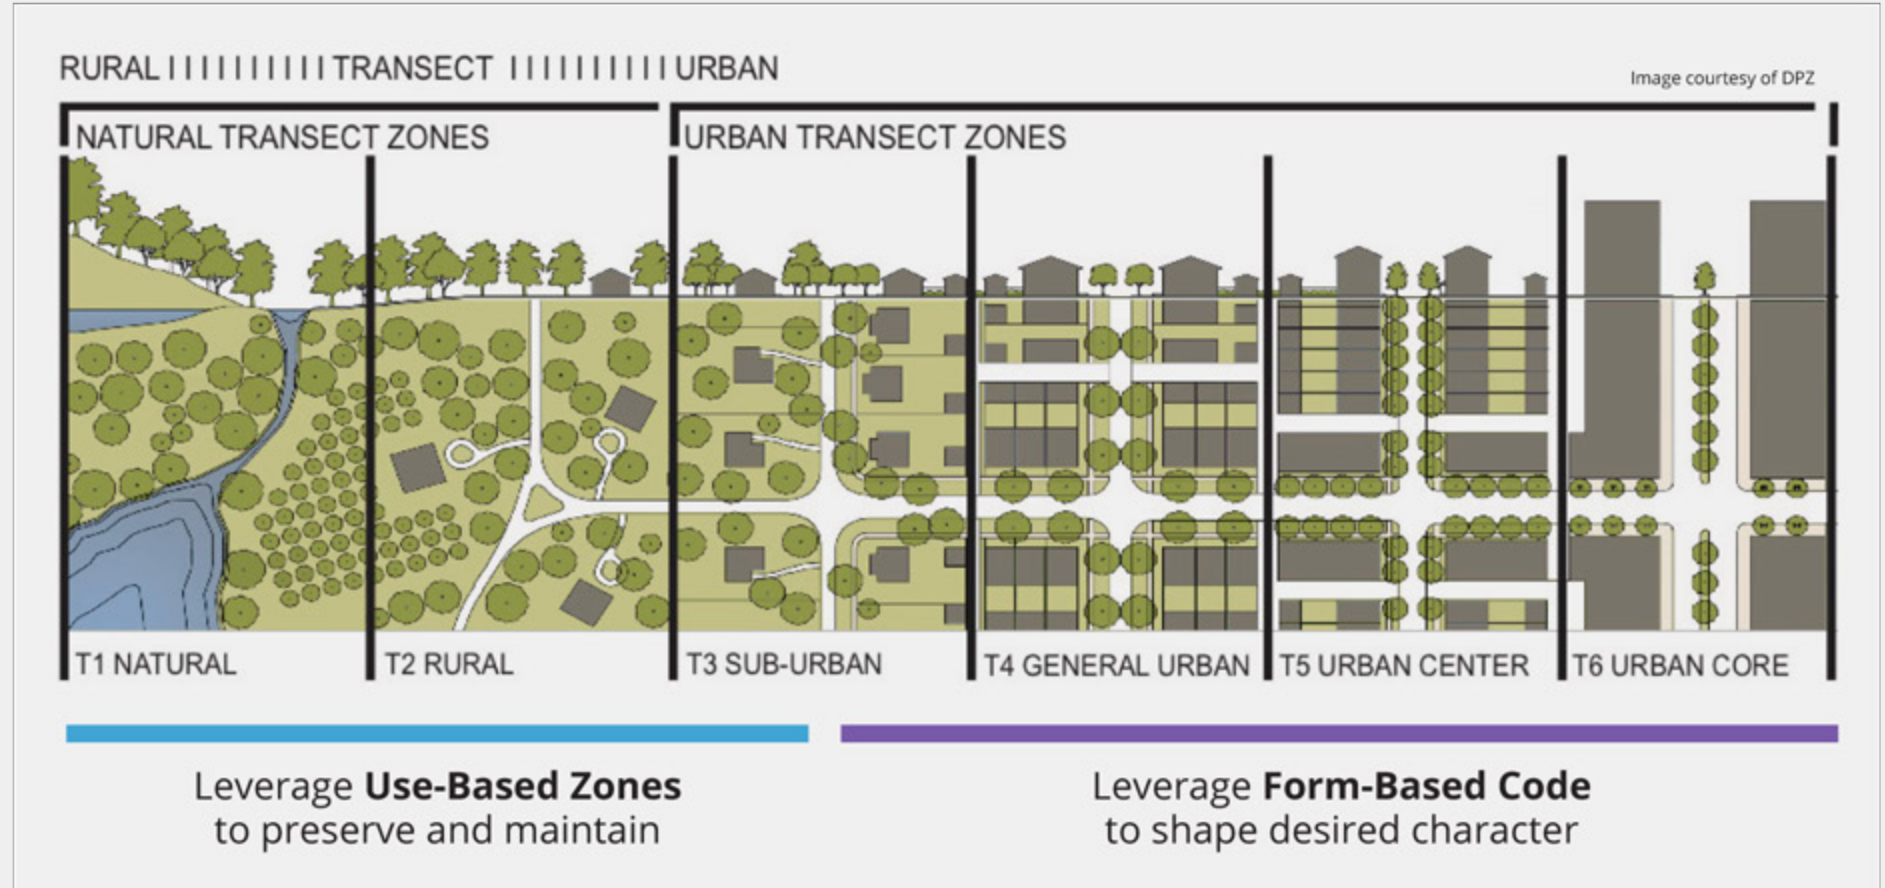 RURAL IIIIIIIIII TRANSECT IIIIIIIIII URBAN
Image courtesy of DPZ
NATURAL TRANSECT ZONES
URBAN TRANSECT ZONES
T1 NATURAL
T2 RURAL
T3 SUB-URBAN
T4 GENERAL URBAN
T5 URBAN CENTER
T6 URBAN CORE
Leverage Use-Based Zones
to preserve and maintain
Leverage Form-Based Code
to shape desired character